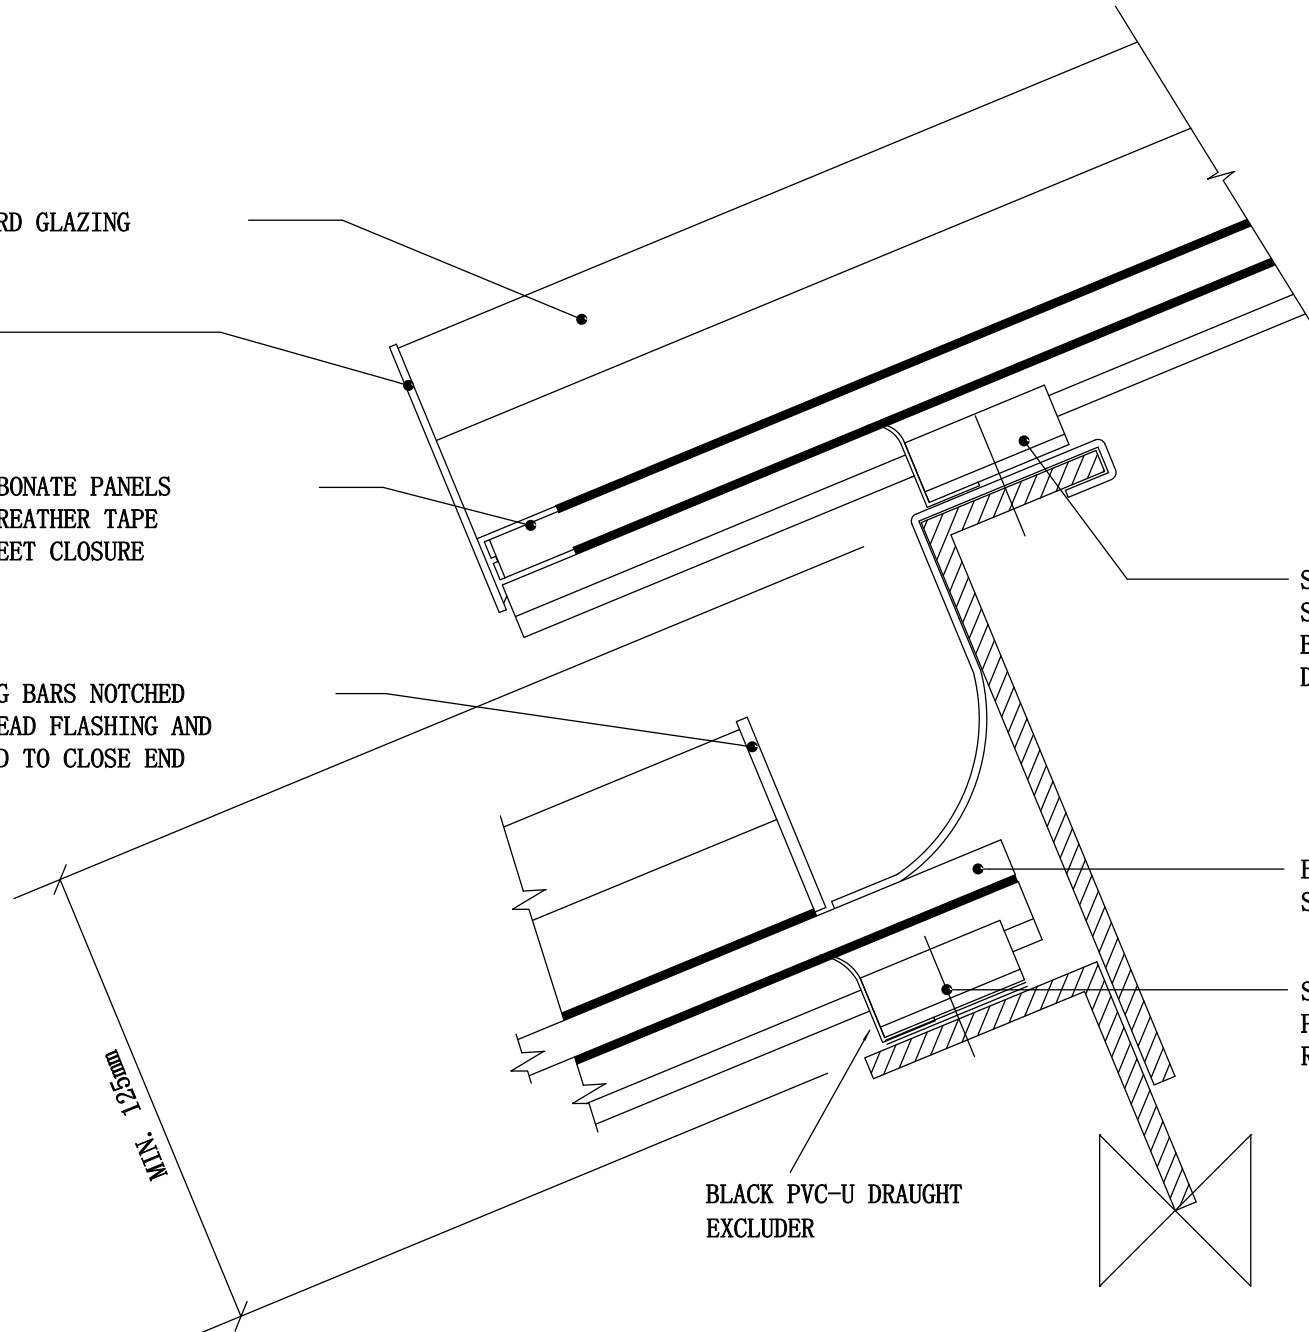 RD GLAZING
BONATE PANELS
REATHER TAPE
EET CLOSURE
G BARS NOTCHED
EAD FLASHING AND
D TO CLOSE END
MIN. 125mm
BLACK PVC-U DRAUGHT
EXCLUDER
S
S
D
S
S
R